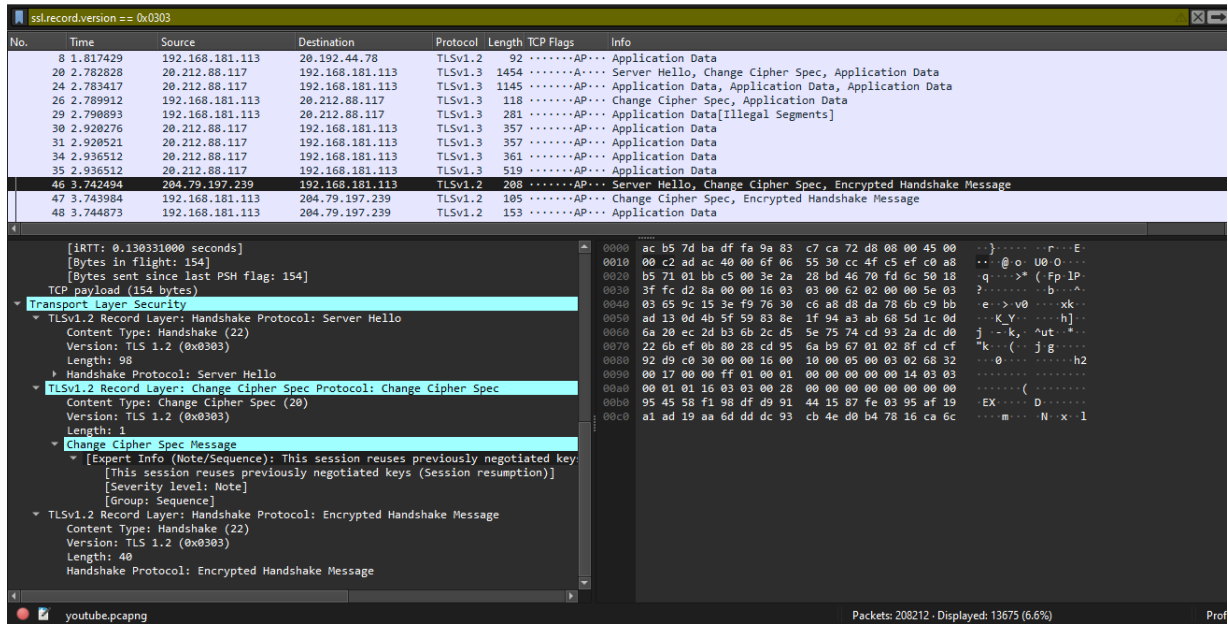 ssl.record.version == 0x0303
No. Time Source Destination Protocol Length TCP Flags Info
8 1.817429 192.168.181.113 20.192.44.78 TLSv1.2 92 ·······AP··· Application Data
20 2.782828 20.212.88.117 192.168.181.113 TLSv1.3 1454 ·······A···· Server Hello, Change Cipher Spec, Application Data
24 2.783417 20.212.88.117 192.168.181.113 TLSv1.3 1145 ·······AP··· Application Data, Application Data, Application Data
26 2.789912 192.168.181.113 20.212.88.117 TLSv1.3 118 ·······AP··· Change Cipher Spec, Application Data
29 2.790893 192.168.181.113 20.212.88.117 TLSv1.3 281 ·······AP··· Application Data[Illegal Segments]
30 2.920276 20.212.88.117 192.168.181.113 TLSv1.3 357 ·······AP··· Application Data
31 2.920521 20.212.88.117 192.168.181.113 TLSv1.3 357 ·······AP··· Application Data
34 2.936512 20.212.88.117 192.168.181.113 TLSv1.3 361 ·······AP··· Application Data
35 2.936512 20.212.88.117 192.168.181.113 TLSv1.3 519 ·······AP··· Application Data
46 3.742494 204.79.197.239 192.168.181.113 TLSv1.2 208 ·······AP··· Server Hello, Change Cipher Spec, Encrypted Handshake Message
47 3.743984 192.168.181.113 204.79.197.239 TLSv1.2 105 ·······AP··· Change Cipher Spec, Encrypted Handshake Message
48 3.744873 192.168.181.113 204.79.197.239 TLSv1.2 153 ·······AP··· Application Data
[iRTT: 0.130331000 seconds]
[Bytes in flight: 154]
[Bytes sent since last PSH flag: 154]
TCP payload (154 bytes)
Transport Layer Security
TLSv1.2 Record Layer: Handshake Protocol: Server Hello
Content Type: Handshake (22)
Version: TLS 1.2 (0x0303)
Length: 98
Handshake Protocol: Server Hello
TLSv1.2 Record Layer: Change Cipher Spec Protocol: Change Cipher Spec
Content Type: Change Cipher Spec (20)
Version: TLS 1.2 (0x0303)
Length: 1
Change Cipher Spec Message
[Expert Info (Note/Sequence): This session reuses previously negotiated key
[This session reuses previously negotiated keys (Session resumption)]
[Severity level: Note]
[Group: Sequence]
TLSv1.2 Record Layer: Handshake Protocol: Encrypted Handshake Message
Content Type: Handshake (22)
Version: TLS 1.2 (0x0303)
Length: 40
Handshake Protocol: Encrypted Handshake Message
0000 ac b5 7d ba df fa 9a 83 c7 ca 72 d8 08 00 45 00 ··}····· ··r···E·
0010 00 c2 ad ac 40 00 6f 06 55 30 cc 4f c5 ef c0 a8 ····@·o· U0·O····
0020 b5 71 01 bb c5 00 3e 2a 28 bd 46 70 fd 6c 50 18 ·q····>* (·Fp·lP·
0030 3f fc d2 8a 00 00 16 03 03 00 62 02 00 00 5e 03 ?······· ··b···^·
0040 03 65 9c 15 3e f9 76 30 c6 a8 d8 da 78 6b c9 bb ·e··>·v0 ····xk··
0050 ad 13 0d 4b 5f 59 83 8e 1f 94 a3 ab 68 5d 1c 0d ···K_Y·· ····h]··
0060 6a 20 ec 2d b3 6b 2c d5 5e 75 74 cd 93 2a dc d0 j ·-·k,· ^ut··*··
0070 22 6b ef 0b 80 28 cd 95 6a b9 67 01 02 8f cd cf "k···(·· j·g·····
0080 92 d9 c0 30 00 00 16 00 10 00 05 00 03 02 68 32 ···0···· ······h2
0090 00 17 00 00 ff 01 00 01 00 00 00 00 00 14 03 03 ········ ········
00a0 00 01 01 16 03 03 00 28 00 00 00 00 00 00 00 00 ·······( ········
00b0 95 45 58 f1 98 df d9 91 44 15 87 fe 03 95 af 19 ·EX····· D·······
00c0 a1 ad 19 aa 6d dd dc 93 cb 4e d0 b4 78 16 ca 6c ····m··· ·N··x··l
youtube.pcapng Packets: 208212 · Displayed: 13675 (6.6%) Prof